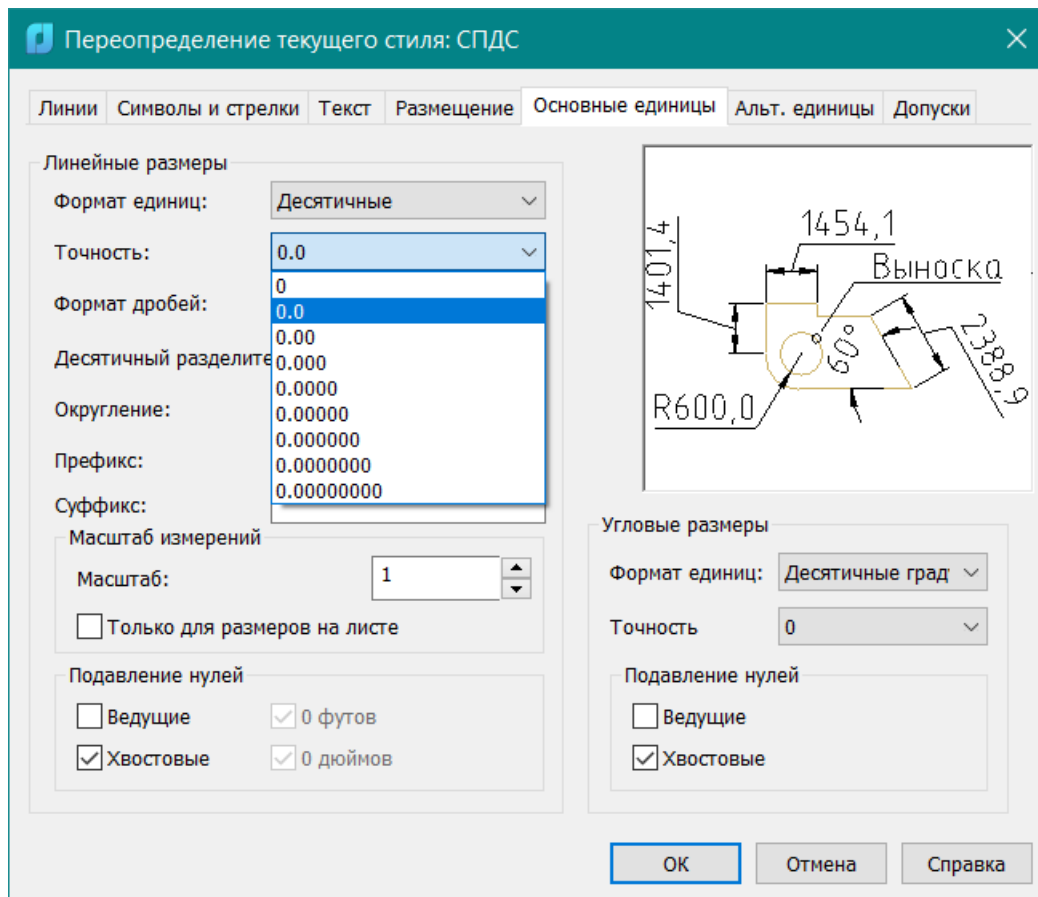 Переопределение текущего стиля: СПДС
Линии Символы и стрелки Текст Размещение Основные единицы Альт. единицы Допуски
Линейные размеры
Формат единиц: Десятичные
Точность: 0.0
0
Формат дробей: 0.0
0.00
Десятичный разделите 0.000
0.0000
Округление: 0.00000
0.000000
Префикс: 0.0000000
0.00000000
Суффикс:
Масштаб измерений
Масштаб: 1
Только для размеров на листе
Подавление нулей
Ведущие 0 футов
Хвостовые 0 дюймов
1454,1
1401,4
Выноска
60°
2388,9
R600,0
Угловые размеры
Формат единиц: Десятичные град
Точность 0
Подавление нулей
Ведущие
Хвостовые
ОК Отмена Справка